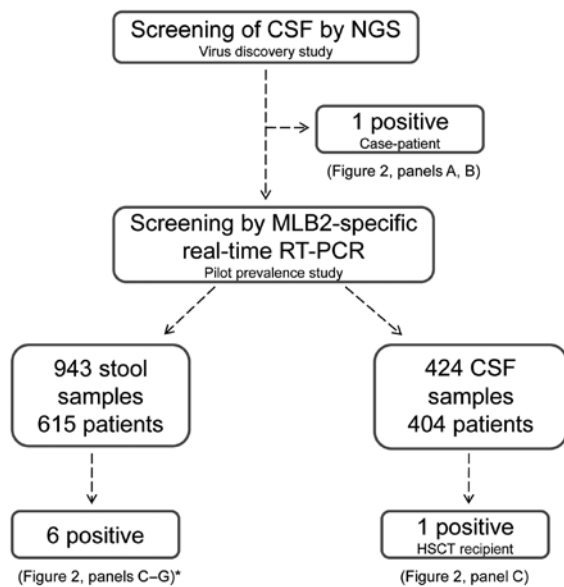 Screening of CSF by NGS
Virus discovery study
1 positive
Case-patient
(Figure 2, panels A, B)
Screening by MLB2-specific
real-time RT-PCR
Pilot prevalence study
943 stool
samples
615 patients
424 CSF
samples
404 patients
6 positive
(Figure 2, panels C–G)*
1 positive
HSCT recipient
(Figure 2, panel C)